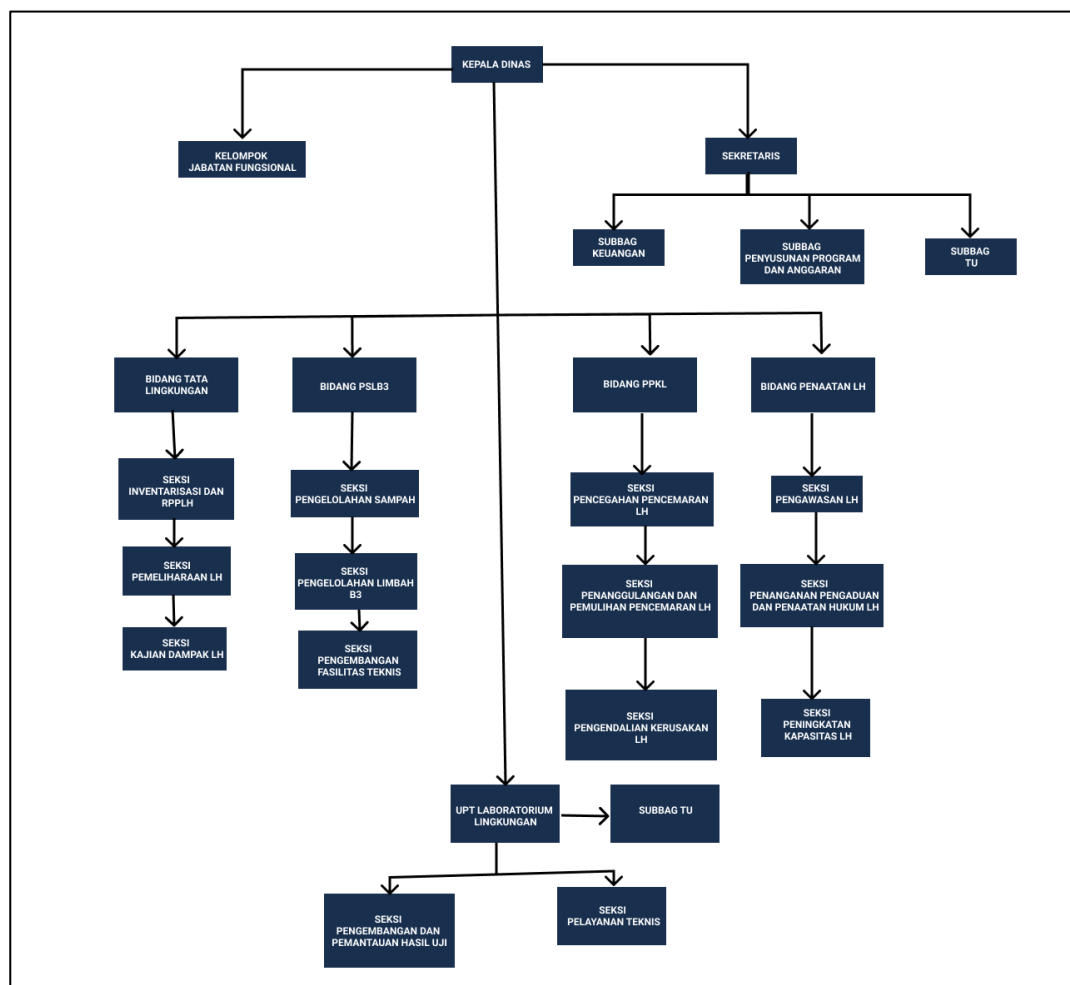 KEPALA DINAS
KELOMPOK
JABATAN FUNGSIONAL
SEKRETARIS
SUBBAG
KEUANGAN
SUBBAG
PENYUSUNAN PROGRAM
DAN ANGGARAN
SUBBAG
TU
BIDANG TATA
LINGKUNGAN
BIDANG PSLB3
BIDANG PPKL
BIDANG PENAATAN LH
SEKSI
INVENTARISASI DAN
RPPLH
SEKSI
PENGELOLAHAN SAMPAH
SEKSI
PENCEGAHAN PENCEMARAN
LH
SEKSI
PENGAWASAN LH
SEKSI
PEMELIHARAAN LH
SEKSI
PENGELOLAHAN LIMBAH
B3
SEKSI
PENANGGULANGAN DAN
PEMULIHAN PENCEMARAN LH
SEKSI
PENANGANAN PENGADUAN
DAN PENAATAN HUKUM LH
SEKSI
KAJIAN DAMPAK LH
SEKSI
PENGEMBANGAN
FASILITAS TEKNIS
SEKSI
PENGENDALIAN KERUSAKAN
LH
SEKSI
PENINGKATAN
KAPASITAS LH
UPT LABORATORIUM
LINGKUNGAN
SUBBAG TU
SEKSI
PENGEMBANGAN DAN
PEMANTAUAN HASIL UJI
SEKSI
PELAYANAN TEKNIS